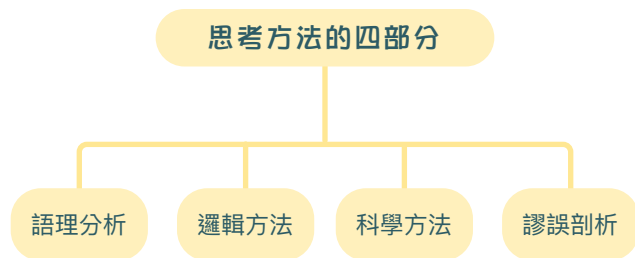 思考方法的四部分
語理分析
邏輯方法
科學方法
謬誤剖析